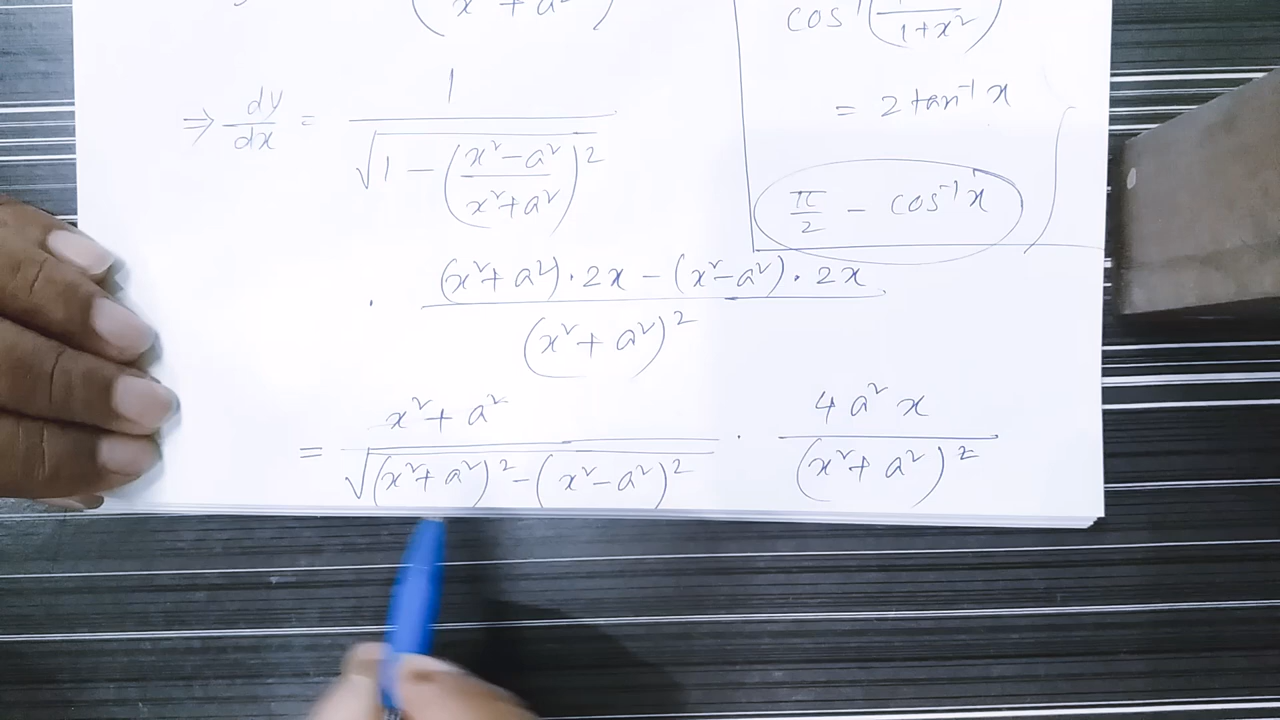 (x² + a²)
⇒ dy/dx = 1 / √(1 − ((x² − a²)/(x² + a²))²)
· ((x² + a²) · 2x − (x² − a²) · 2x) / (x² + a²)²
= (x² + a²) / √((x² + a²)² − (x² − a²)²) · 4a²x / (x² + a²)²
cos⁻¹( / 1+x²)
= 2 tan⁻¹ x
π/2 − cos⁻¹ x